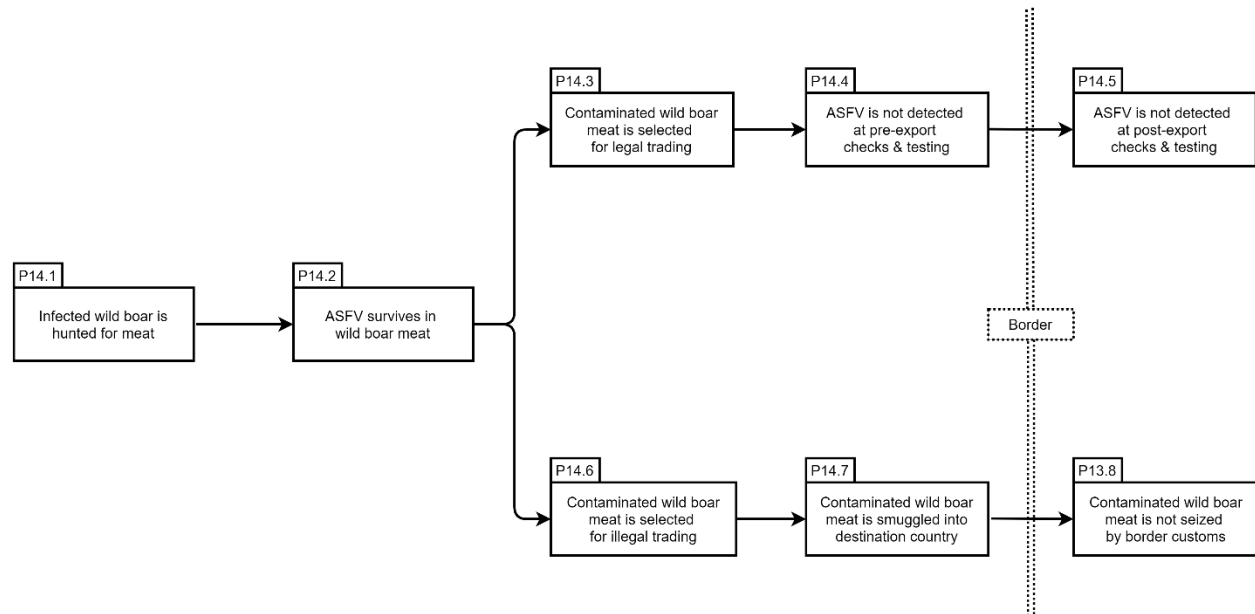 P14.3
Contaminated wild boar
meat is selected
for legal trading
P14.4
ASFV is not detected
at pre-export
checks & testing
P14.5
ASFV is not detected
at post-export
checks & testing
P14.1
Infected wild boar is
hunted for meat
P14.2
ASFV survives in
wild boar meat
Border
P14.6
Contaminated wild boar
meat is selected
for illegal trading
P14.7
Contaminated wild boar
meat is smuggled into
destination country
P13.8
Contaminated wild boar
meat is not seized
by border customs